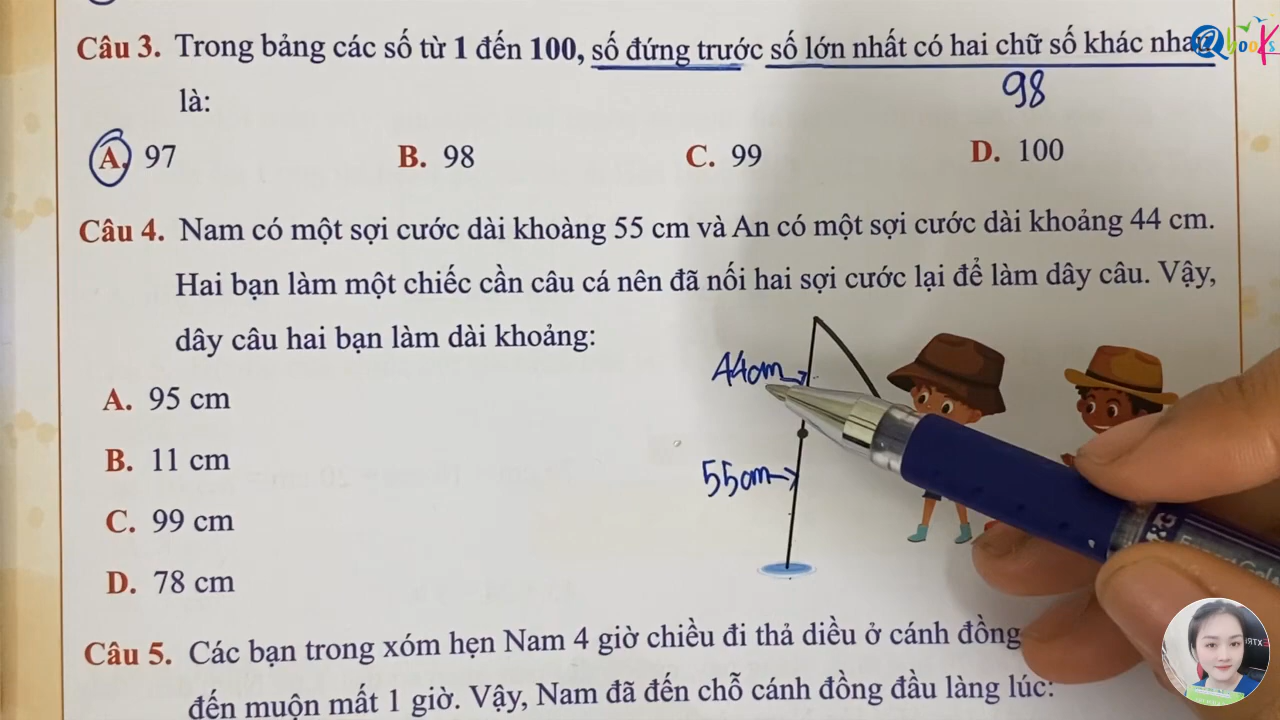 Câu 3. Trong bảng các số từ 1 đến 100, số đứng trước số lớn nhất có hai chữ số khác nhau
98
là:
A. 97 B. 98 C. 99 D. 100
Câu 4. Nam có một sợi cước dài khoàng 55 cm và An có một sợi cước dài khoảng 44 cm.
Hai bạn làm một chiếc cần câu cá nên đã nối hai sợi cước lại để làm dây câu. Vậy,
dây câu hai bạn làm dài khoảng:
44cm
A. 95 cm
B. 11 cm
55cm
C. 99 cm
D. 78 cm
Câu 5. Các bạn trong xóm hẹn Nam 4 giờ chiều đi thả diều ở cánh đồng
đến muộn mất 1 giờ. Vậy, Nam đã đến chỗ cánh đồng đầu làng lúc: